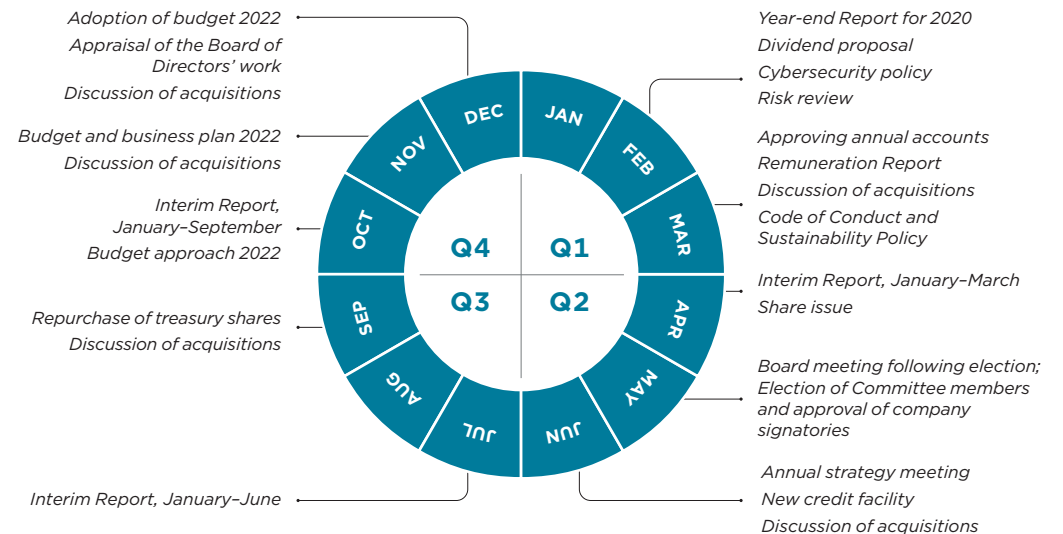 Adoption of budget 2022
Appraisal of the Board of
Directors' work
Discussion of acquisitions
Budget and business plan 2022
Discussion of acquisitions
Interim Report,
January–September
Budget approach 2022
Repurchase of treasury shares
Discussion of acquisitions
Interim Report, January–June
DEC
JAN
NOV
FEB
OCT
MAR
Q4
Q1
Q3
Q2
SEP
APR
AUG
MAY
JUL
JUN
Year-end Report for 2020
Dividend proposal
Cybersecurity policy
Risk review
Approving annual accounts
Remuneration Report
Discussion of acquisitions
Code of Conduct and
Sustainability Policy
Interim Report, January–March
Share issue
Board meeting following election;
Election of Committee members
and approval of company
signatories
Annual strategy meeting
New credit facility
Discussion of acquisitions